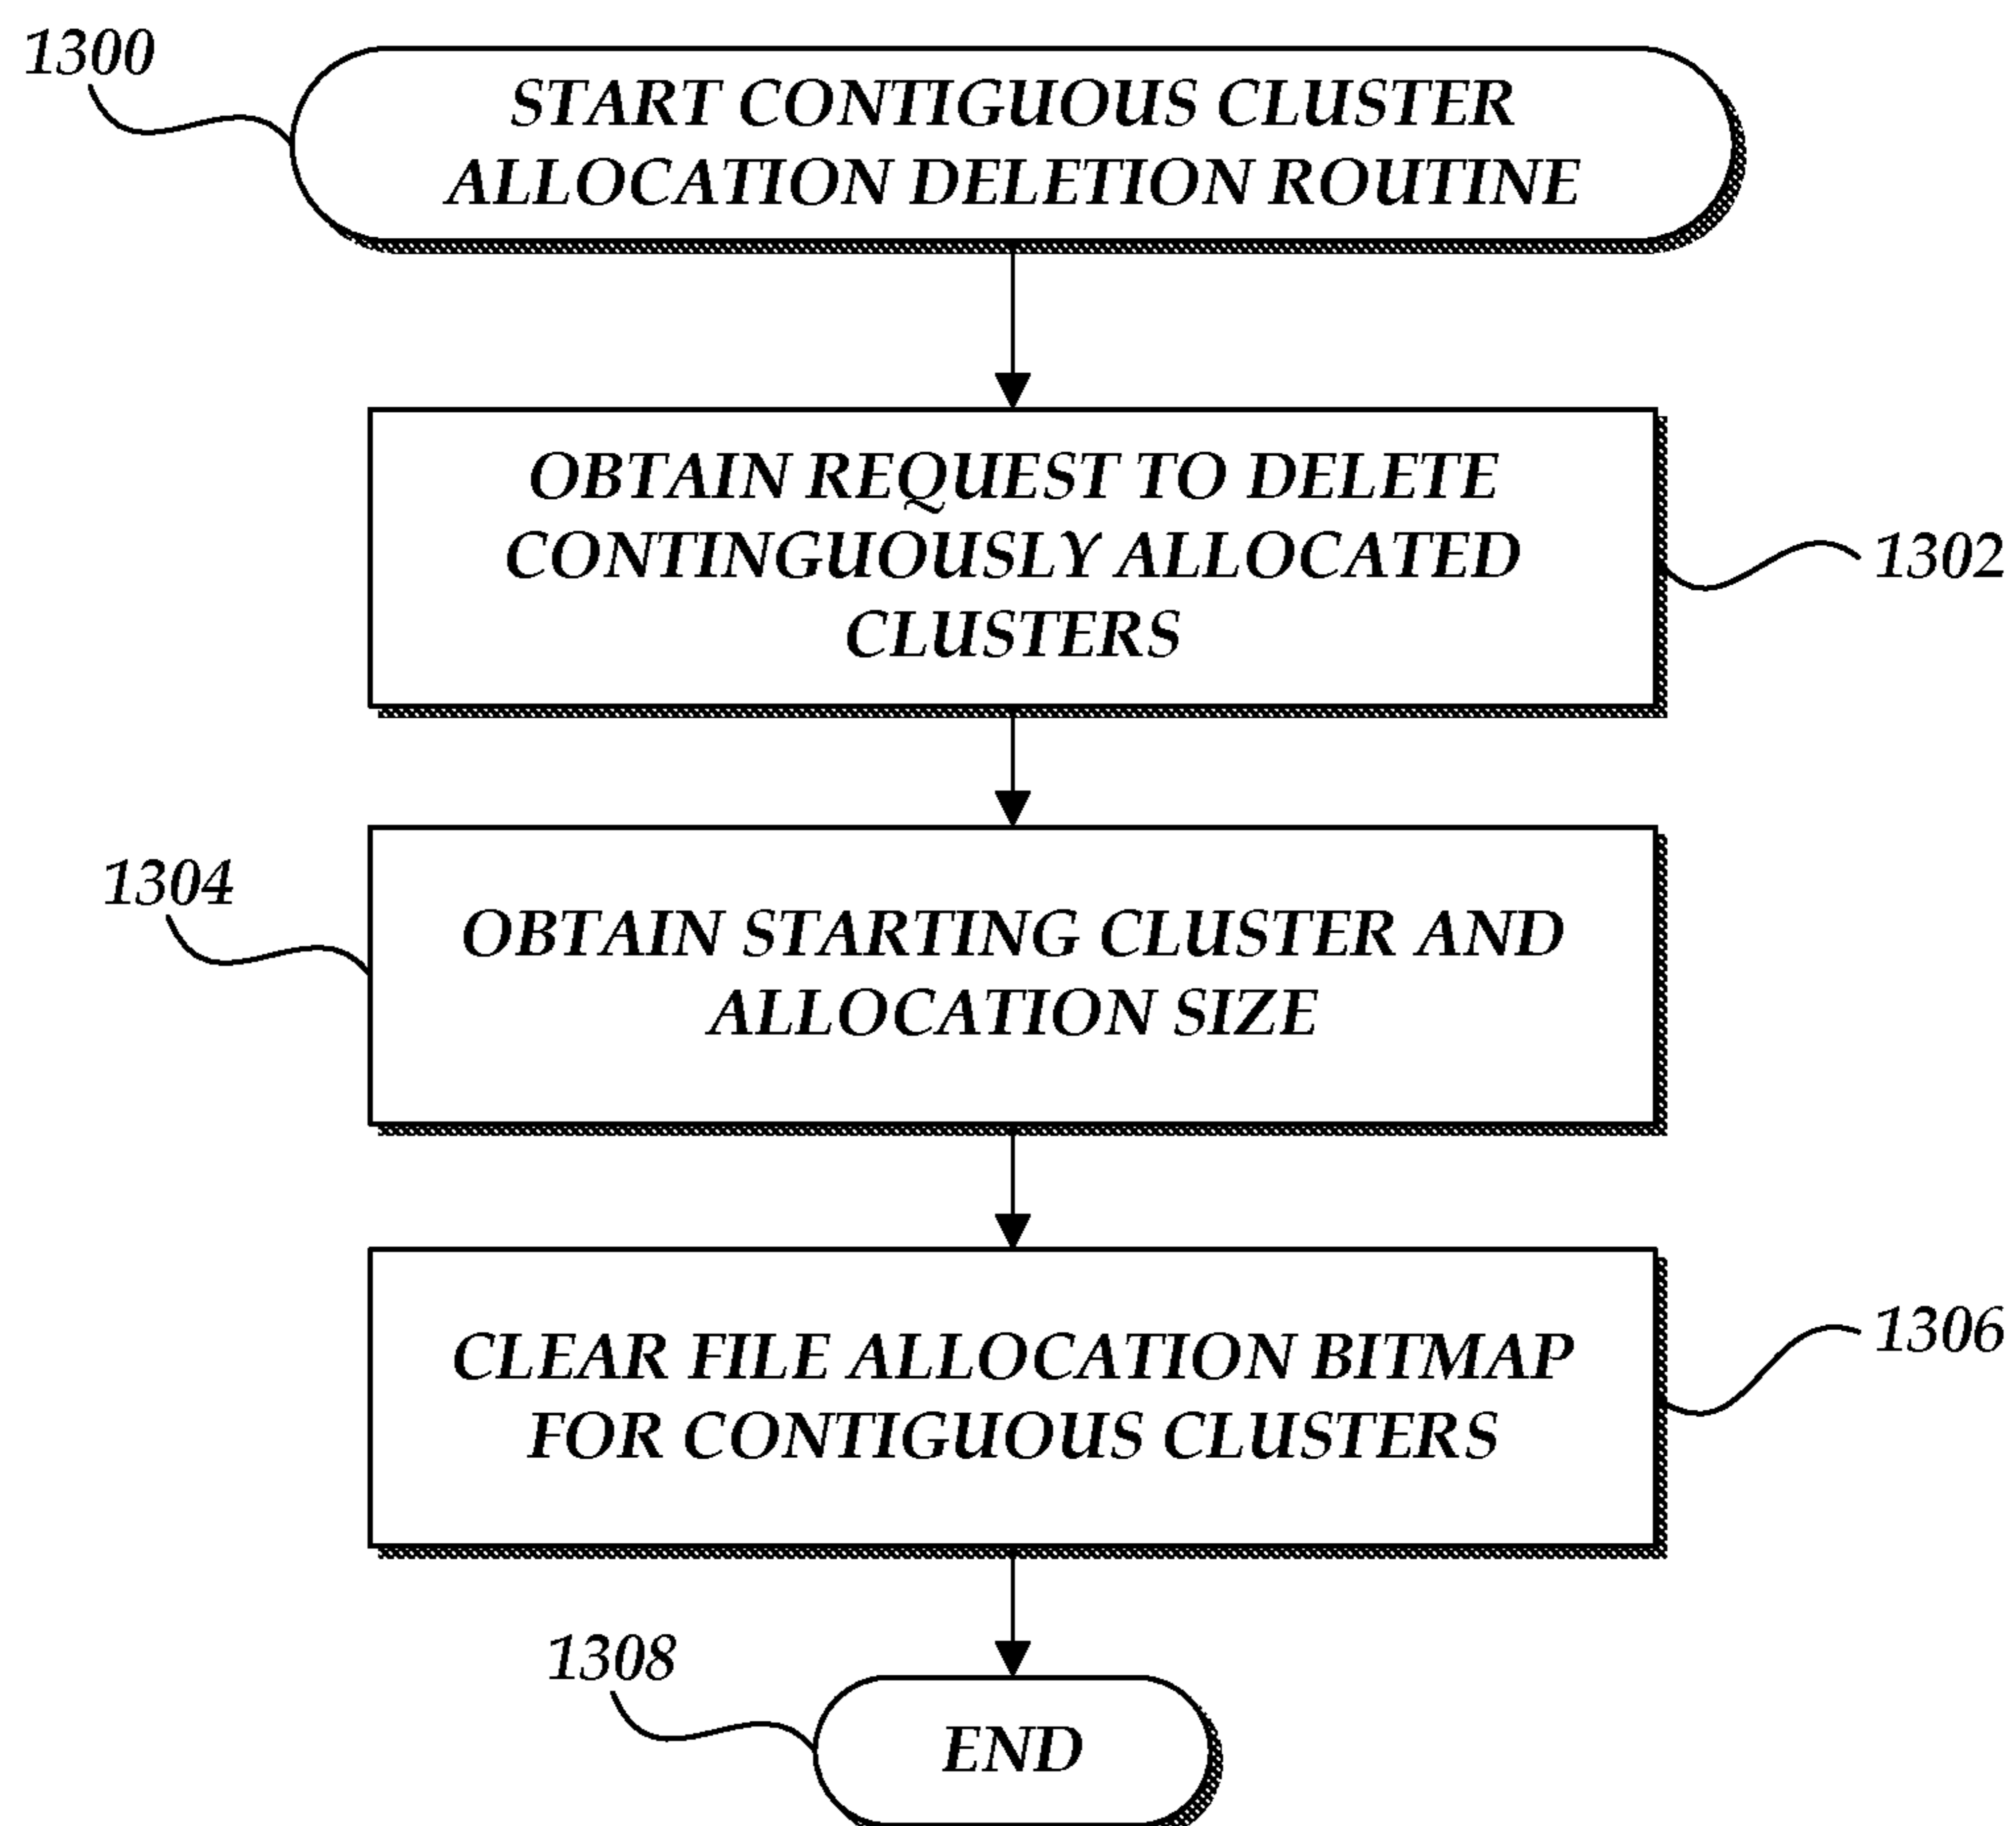 1300
START CONTIGUOUS CLUSTER
ALLOCATION DELETION ROUTINE
OBTAIN REQUEST TO DELETE
CONTINGUOUSLY ALLOCATED
CLUSTERS
1302
1304
OBTAIN STARTING CLUSTER AND
ALLOCATION SIZE
CLEAR FILE ALLOCATION BITMAP
FOR CONTIGUOUS CLUSTERS
1306
1308
END